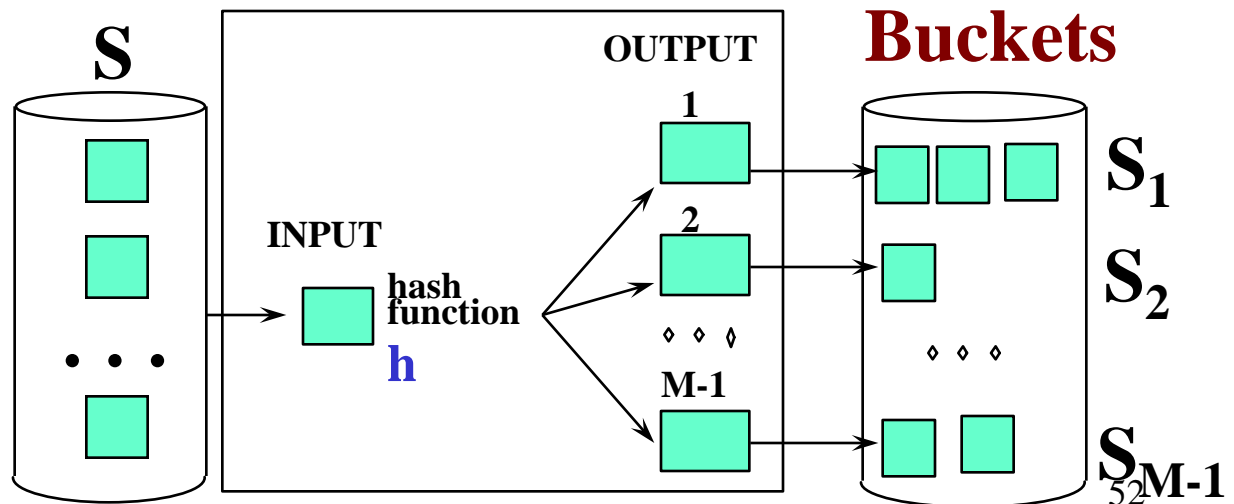 S
OUTPUT
Buckets
1
S1
INPUT
2
hash
function
h
S2
M-1
SM-1
52